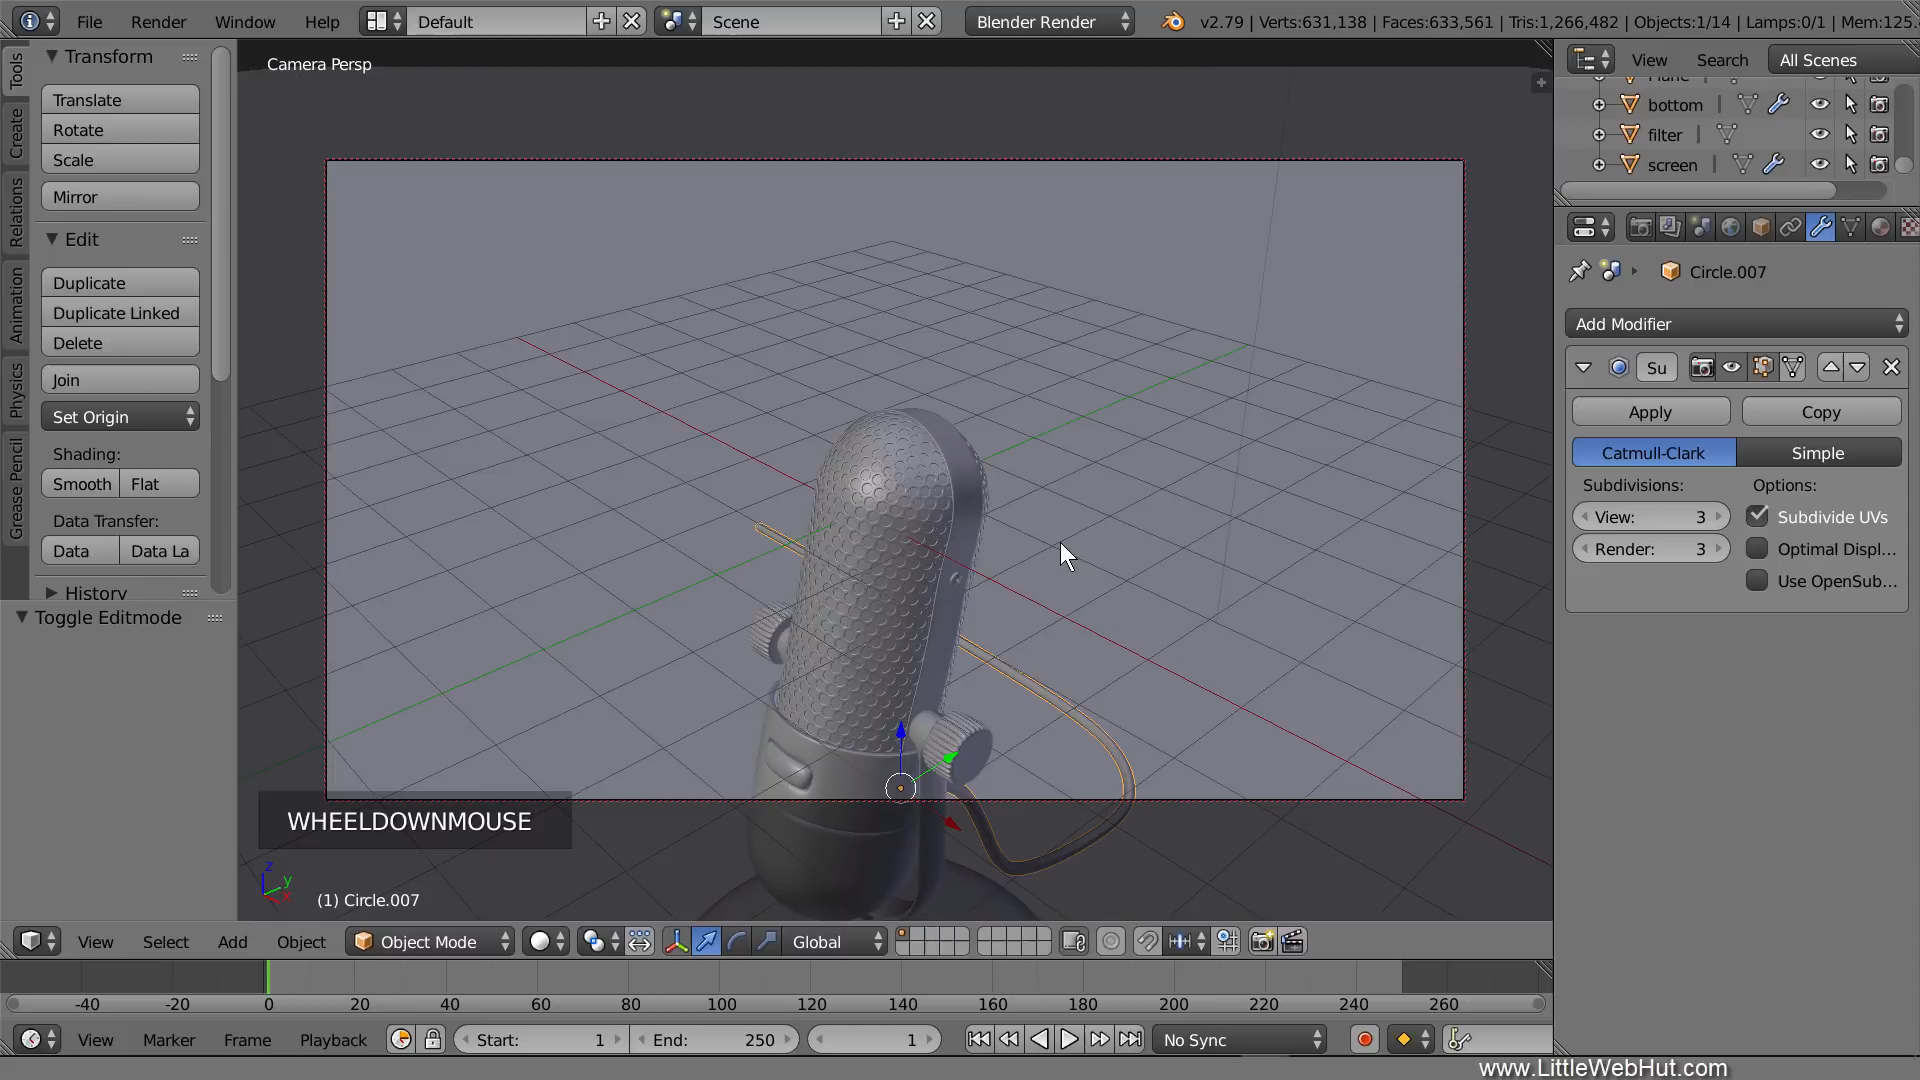 File Render Window Help Default Scene Blender Render v2.79 | Verts:631,138 | Faces:633,561 | Tris:1,266,482 | Objects:1/14 | Lamps:0/1 | Mem:125.
Transform
Translate
Rotate
Scale
Mirror
Edit
Duplicate
Duplicate Linked
Delete
Join
Set Origin
Shading:
Smooth Flat
Data Transfer:
Data Data La
History
Toggle Editmode
Tools
Create
Relations
Animation
Physics
Grease Pencil
Camera Persp
WHEELDOWNMOUSE
z
y
x
(1) Circle.007
View Search All Scenes
Plane
bottom
filter
screen
Circle.007
Add Modifier
Su
Apply Copy
Catmull-Clark Simple
Subdivisions: Options:
View: 3 Subdivide UVs
Render: 3 Optimal Displ...
Use OpenSub...
View Select Add Object Object Mode Global
-40 -20 0 20 40 60 80 100 120 140 160 180 200 220 240 260
View Marker Frame Playback Start: 1 End: 250 1 No Sync
www.LittleWebHut.com